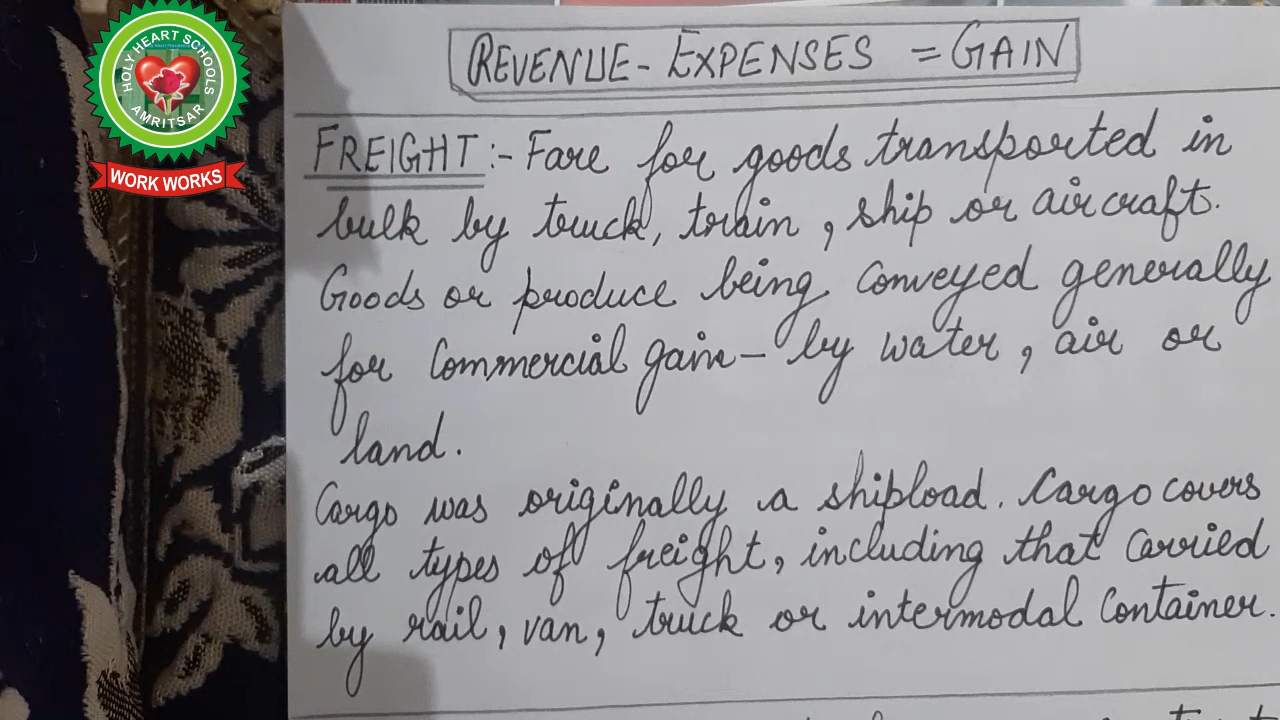 HOLY HEART SCHOOLS
AMRITSAR
WORK WORKS
REVENUE - EXPENSES = GAIN
FREIGHT :- Fare for goods transported in
bulk by truck, train, ship or aircraft.
Goods or produce being conveyed generally
for commercial gain - by water, air or
land.
Cargo was originally a shipload. Cargo covers
all types of freight, including that carried
by rail, van, truck or intermodal container.